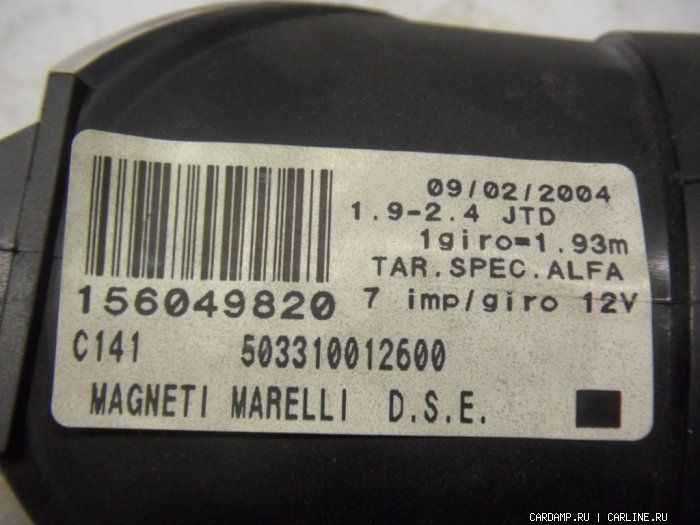 09/02/2004
1.9-2.4 JTD
1giro=1.93m
TAR.SPEC.ALFA
156049820 7 imp/giro 12V
C141 503310012600
MAGNETI MARELLI D.S.E.
CARDAMP.RU | CARLINE.RU